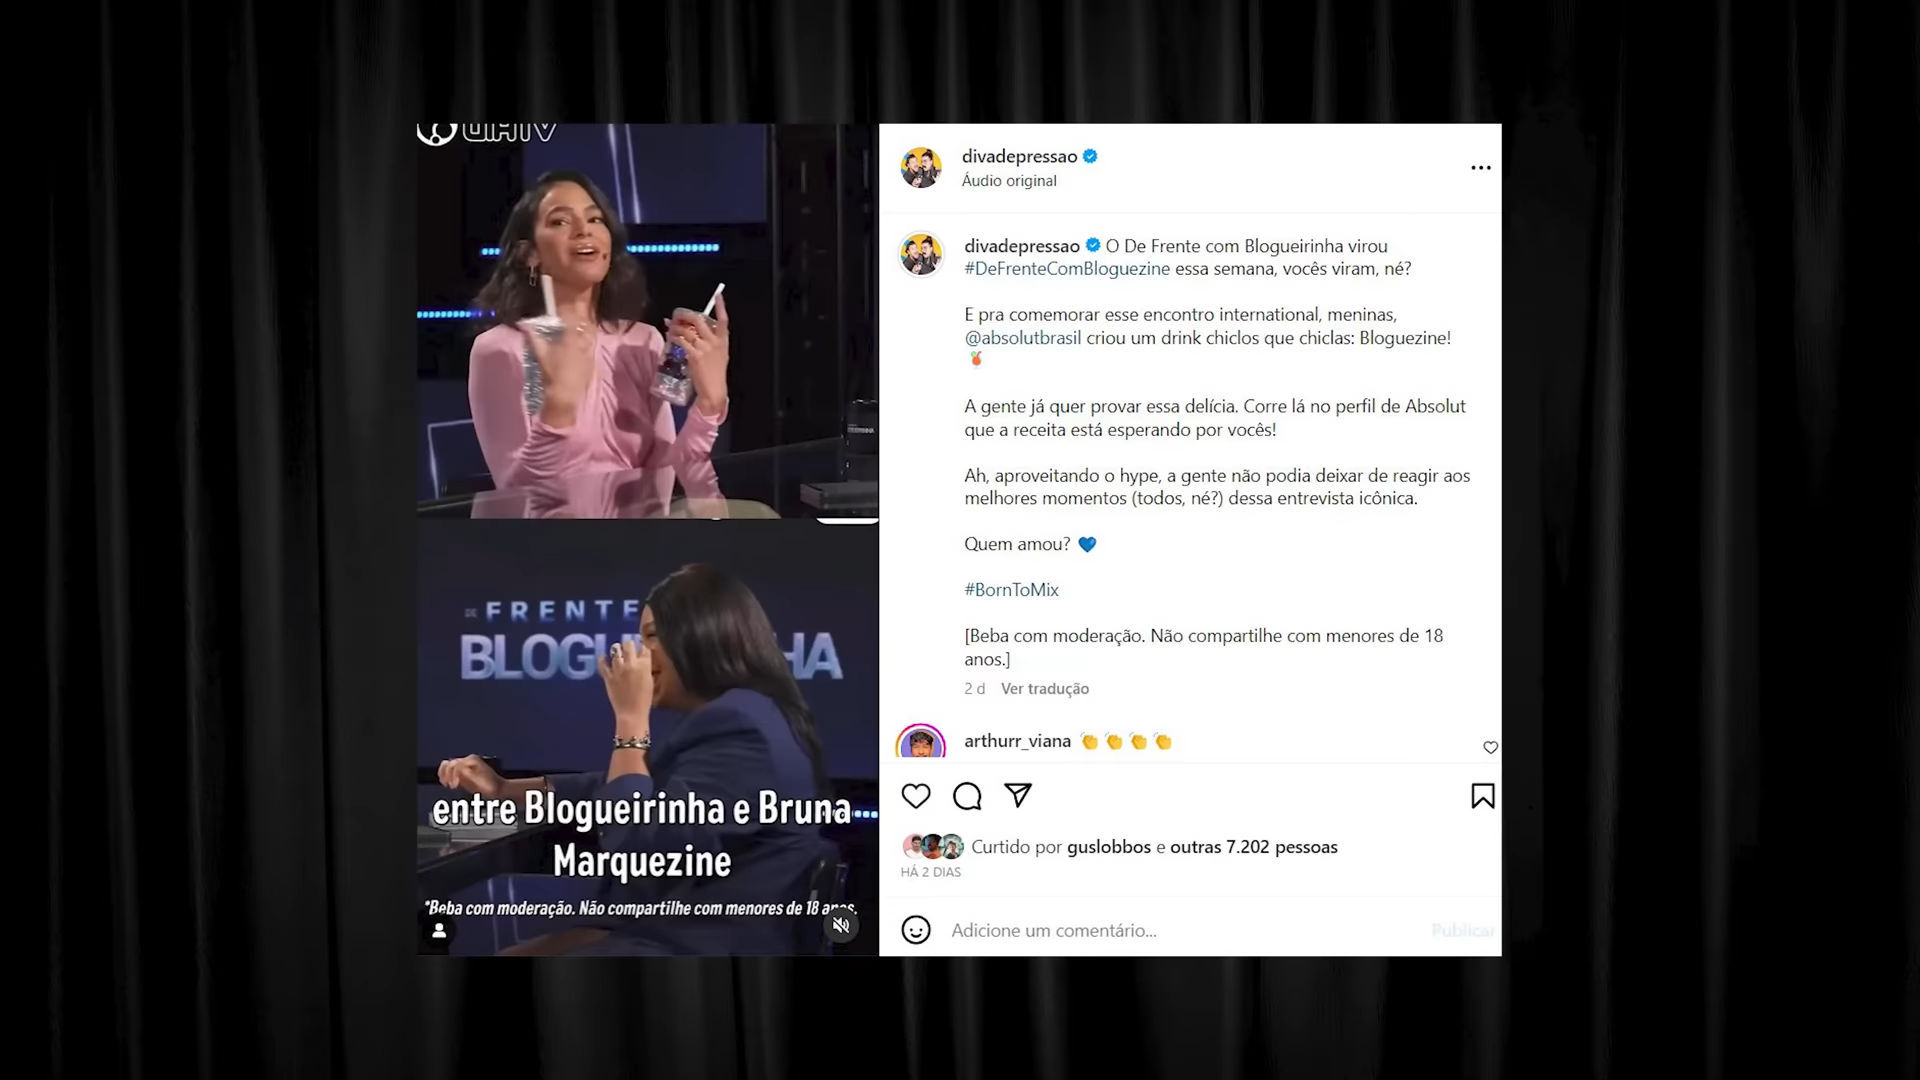 DIATV
DE FRENTE
entre Blogueirinha e Bruna
Marquezine
*Beba com moderação. Não compartilhe com menores de 18 anos.
divadepressao
Áudio original
divadepressao O De Frente com Blogueirinha virou
#DeFrenteComBloguezine essa semana, vocês viram, né?
E pra comemorar esse encontro international, meninas,
@absolutbrasil criou um drink chiclos que chiclas: Bloguezine!
A gente já quer provar essa delícia. Corre lá no perfil de Absolut
que a receita está esperando por vocês!
Ah, aproveitando o hype, a gente não podia deixar de reagir aos
melhores momentos (todos, né?) dessa entrevista icônica.
Quem amou? 💙
#BornToMix
[Beba com moderação. Não compartilhe com menores de 18
anos.]
2 d Ver tradução
arthurr_viana 👏👏👏👏
Curtido por guslobbos e outras 7.202 pessoas
HÁ 2 DIAS
Adicione um comentário...
Publicar